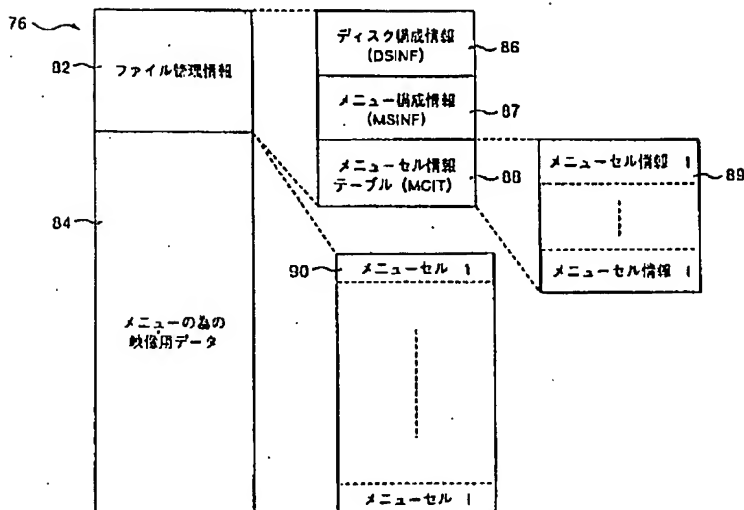 76
82
ファイル管理情報
84
メニューの為の
映像用データ
ディスク構成情報
(DSINF)
86
メニュー構成情報
(MSINF)
87
メニューセル情報
テーブル (MCIT)
88
メニューセル情報 1
89
メニューセル情報 i
90
メニューセル 1
メニューセル i